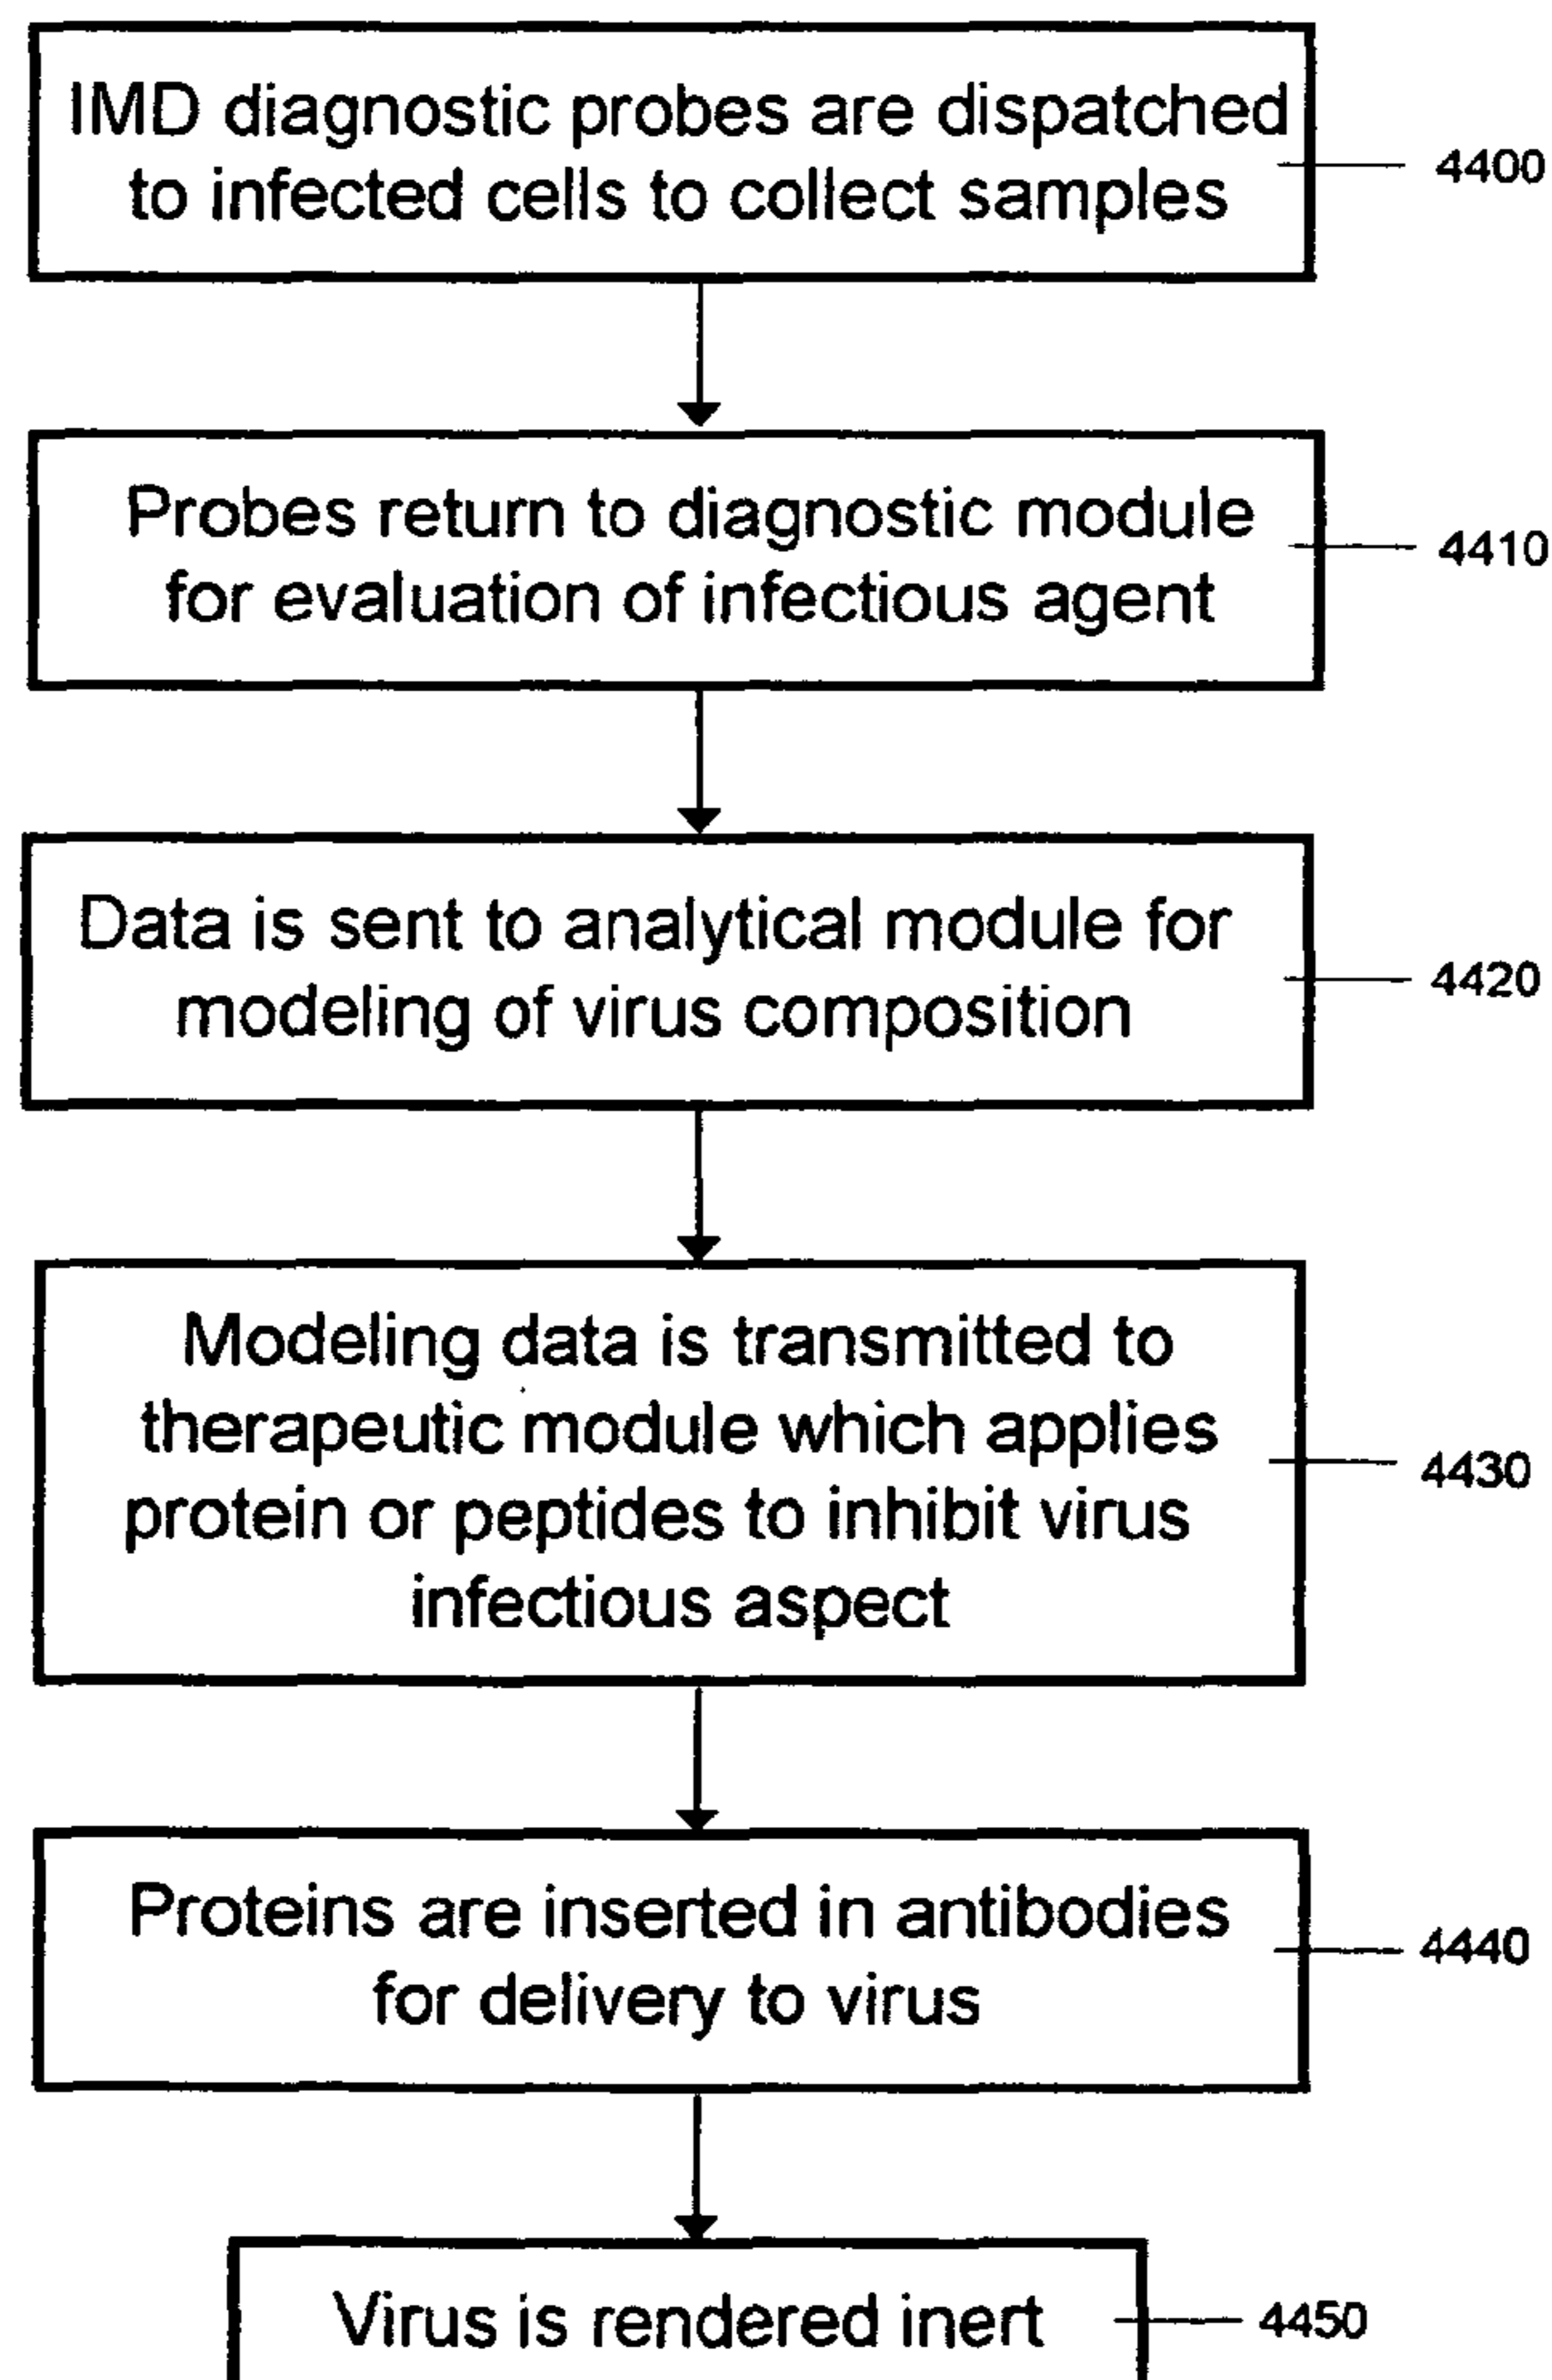 IMD diagnostic probes are dispatched
to infected cells to collect samples
4400
Probes return to diagnostic module
for evaluation of infectious agent
4410
Data is sent to analytical module for
modeling of virus composition
4420
Modeling data is transmitted to
therapeutic module which applies
protein or peptides to inhibit virus
infectious aspect
4430
Proteins are inserted in antibodies
for delivery to virus
4440
Virus is rendered inert
4450